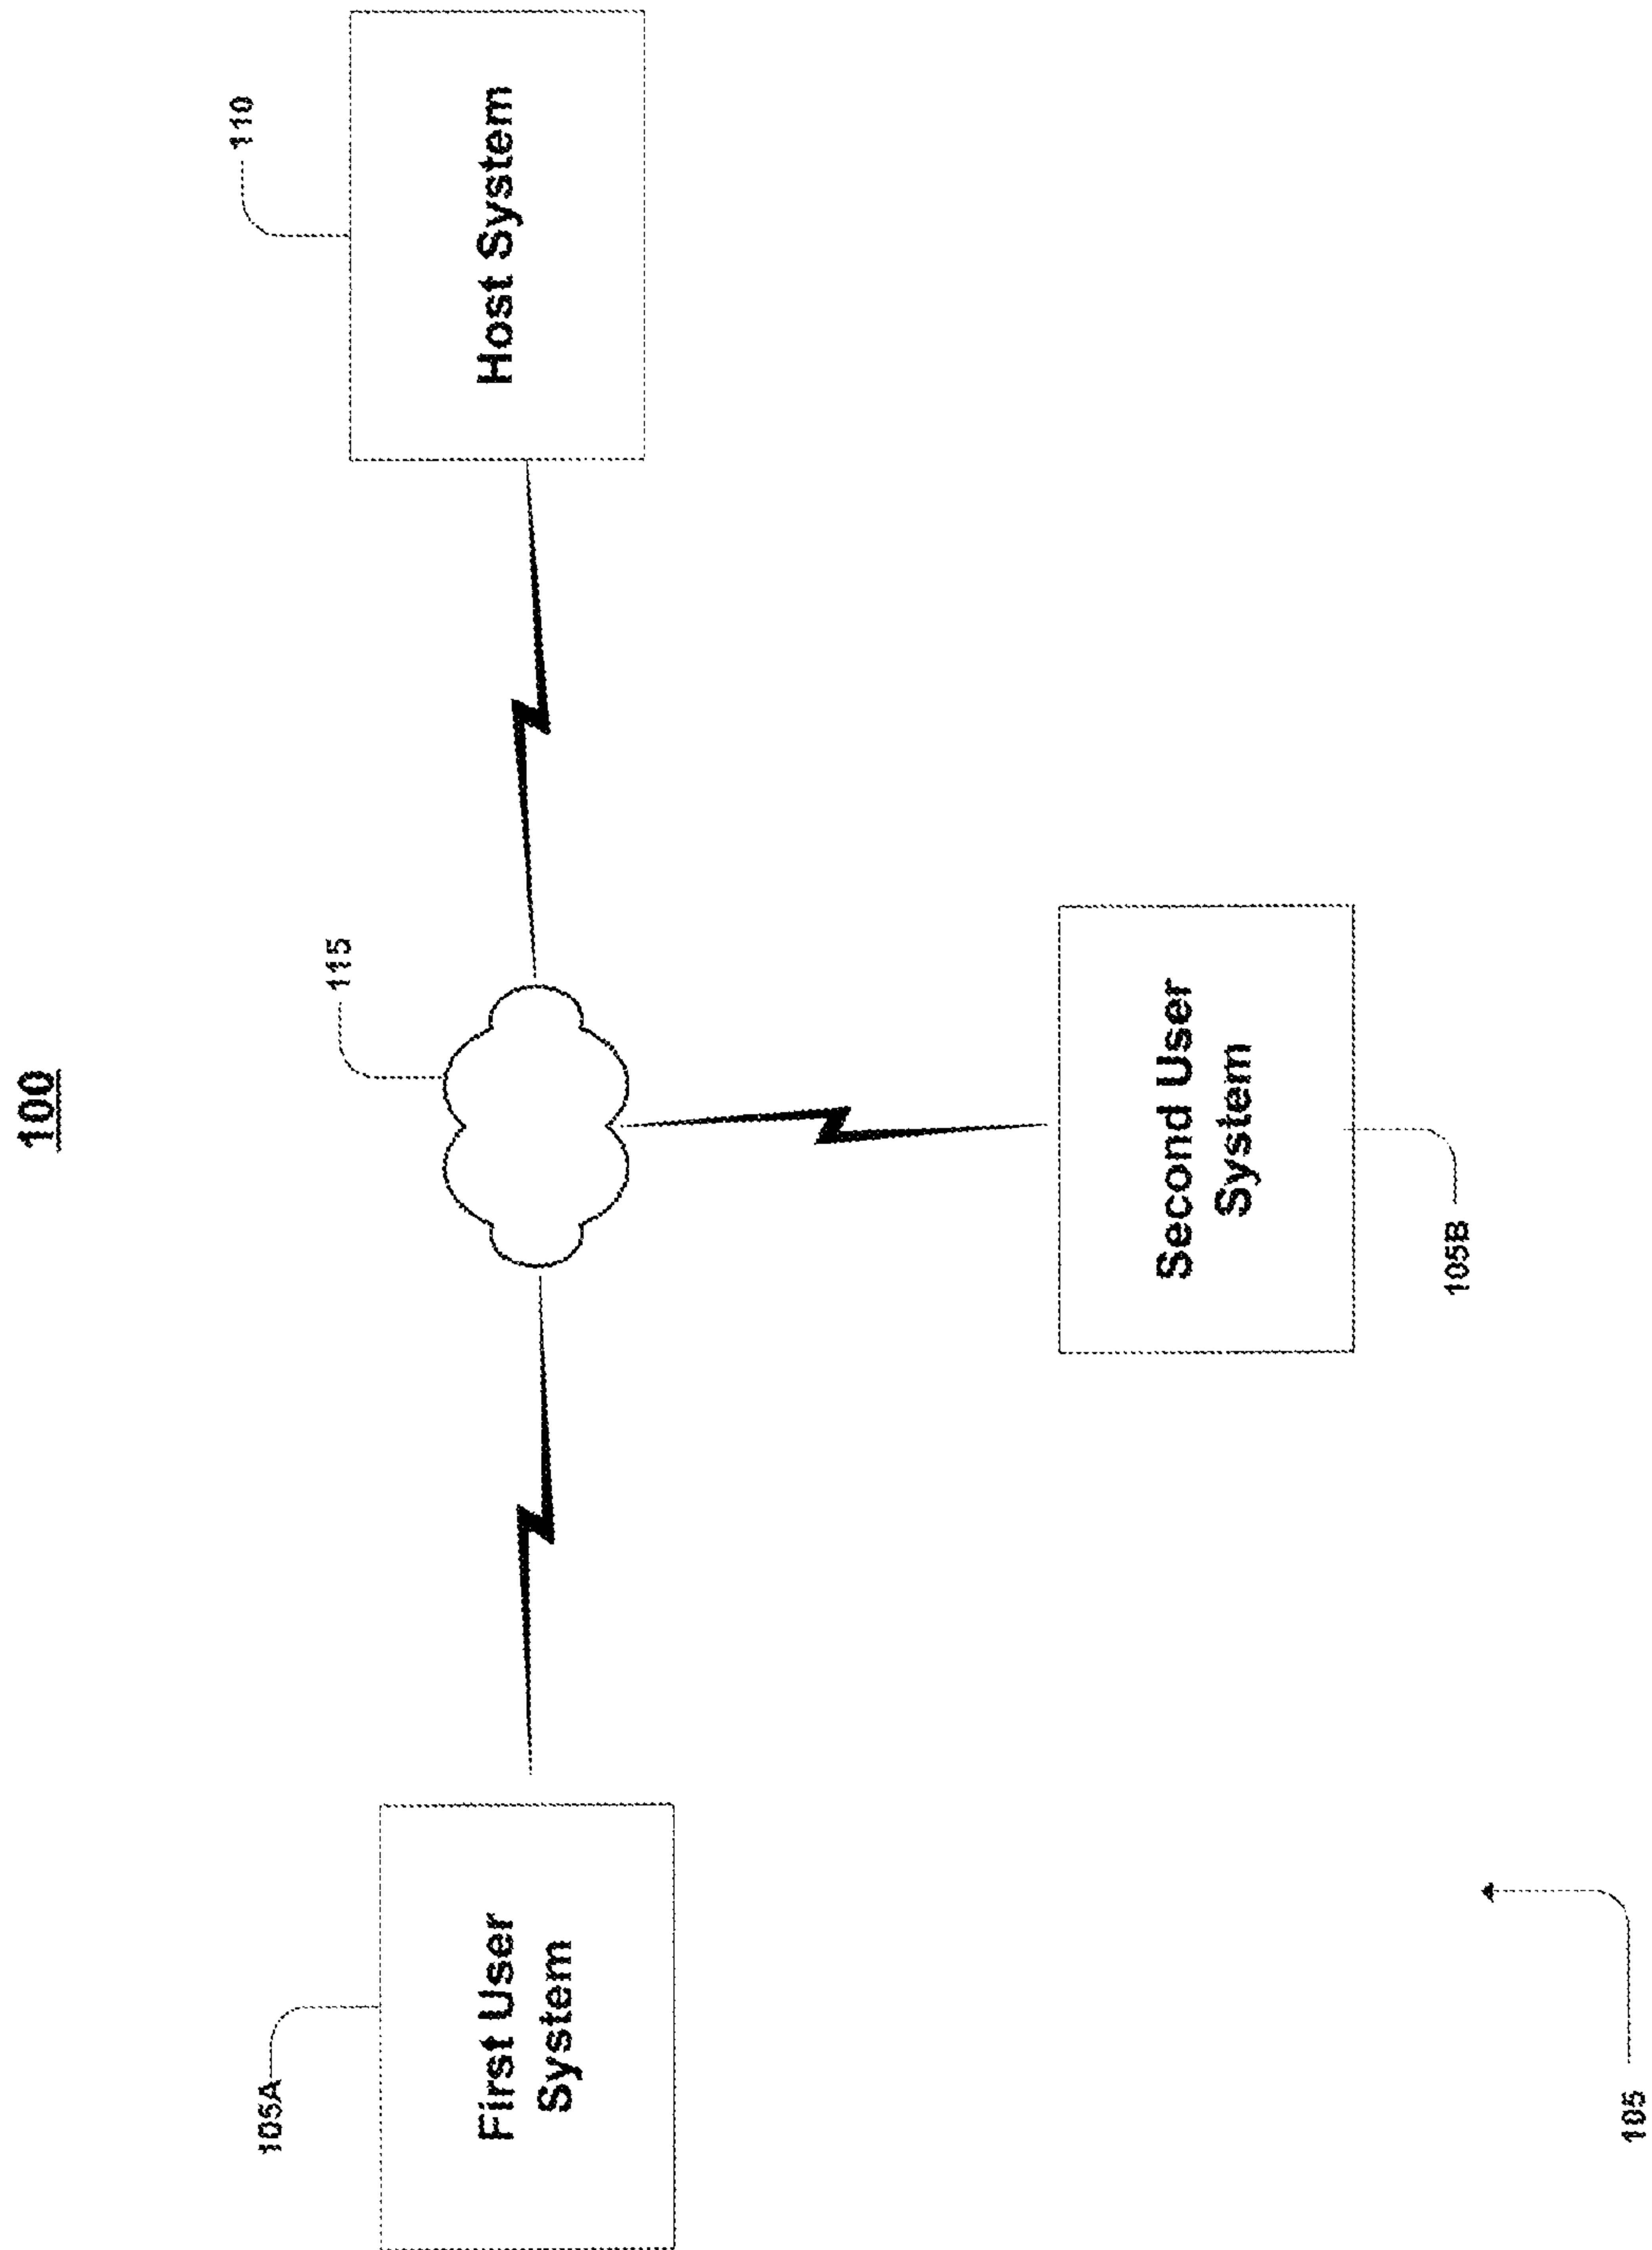 100
110
Host System
115
105A
First User
System
Second User
System
105B
105